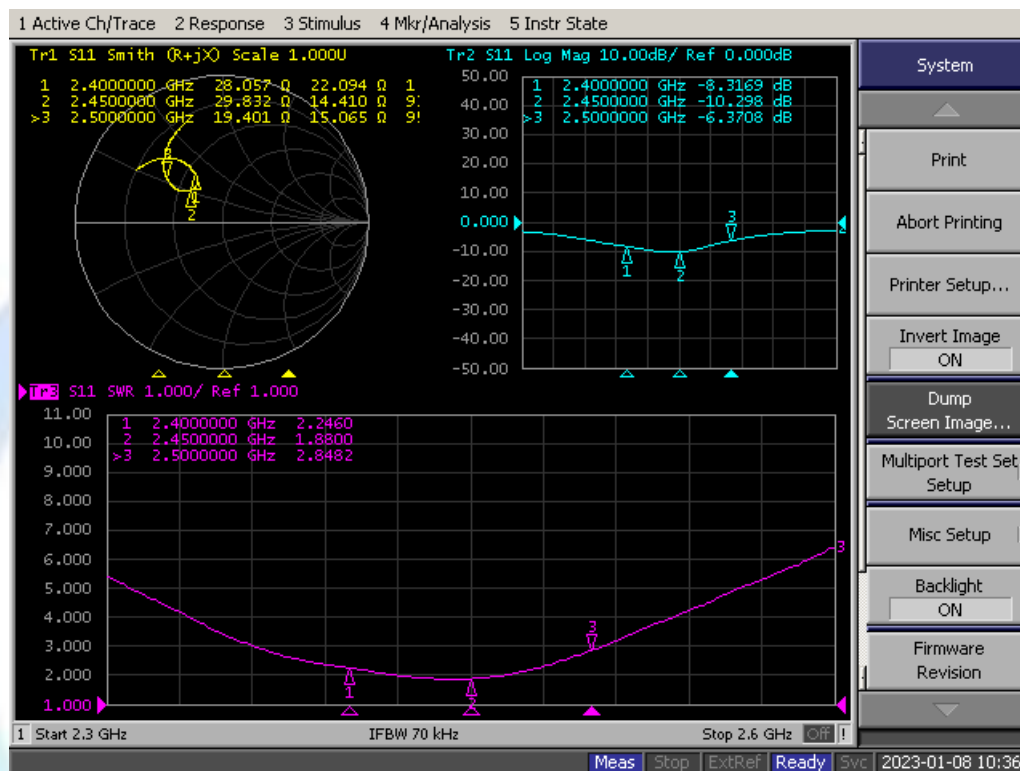 1 Active Ch/Trace 2 Response 3 Stimulus 4 Mkr/Analysis 5 Instr State
Tr1 S11 Smith (R+jX) Scale 1.000U
1 2.4000000 GHz 28.057 Ω 22.094 Ω 1
2 2.4500000 GHz 29.832 Ω 14.410 Ω
>3 2.5000000 GHz 19.401 Ω 15.065 Ω
2
Tr2 S11 Log Mag 10.00dB/ Ref 0.000dB
50.00
40.00
30.00
20.00
10.00
0.000
-10.00
-20.00
-30.00
-40.00
-50.00
1 2.4000000 GHz -8.3169 dB
2 2.4500000 GHz -10.298 dB
>3 2.5000000 GHz -6.3708 dB
3
1
2
2
Tr3 S11 SWR 1.000/ Ref 1.000
11.00
10.00
9.000
8.000
7.000
6.000
5.000
4.000
3.000
2.000
1.000
1 2.4000000 GHz 2.2460
2 2.4500000 GHz 1.8800
>3 2.5000000 GHz 2.8482
3
3
1
2
1 Start 2.3 GHz IFBW 70 kHz Stop 2.6 GHz Off !
Meas Stop ExtRef Ready Svc 2023-01-08 10:36
System
Print
Abort Printing
Printer Setup...
Invert Image
ON
Dump
Screen Image...
Multiport Test Set
Setup
Misc Setup
Backlight
ON
Firmware
Revision